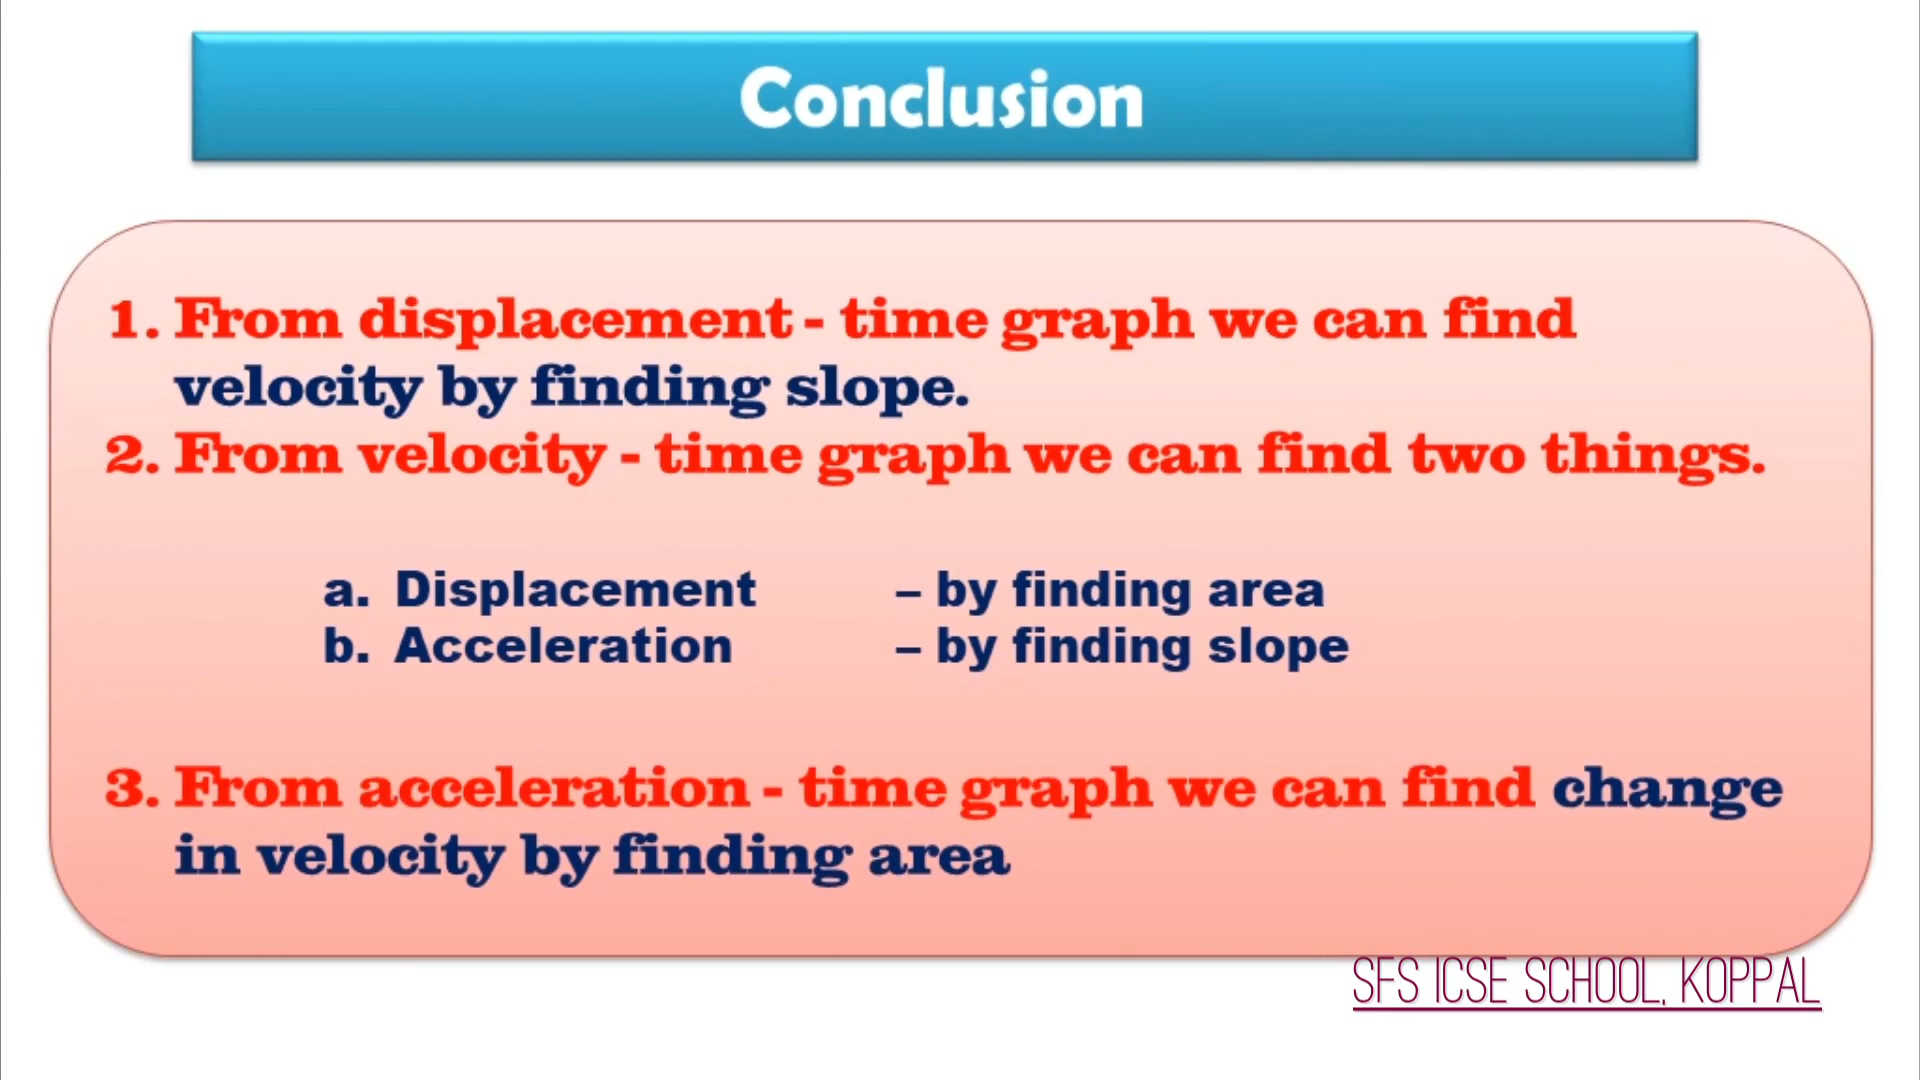 Conclusion
1. From displacement - time graph we can find
velocity by finding slope.
2. From velocity - time graph we can find two things.
a. Displacement – by finding area
b. Acceleration – by finding slope
3. From acceleration - time graph we can find change
in velocity by finding area
SFS ICSE SCHOOL, KOPPAL